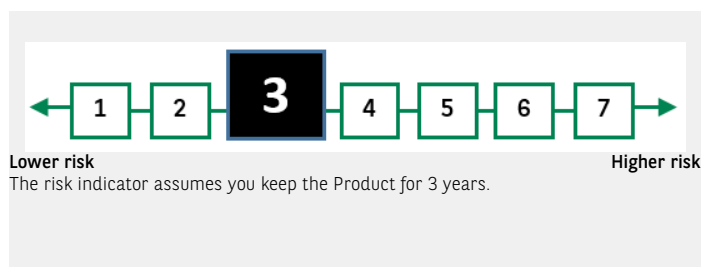 1 2 3 4 5 6 7
Lower risk Higher risk
The risk indicator assumes you keep the Product for 3 years.